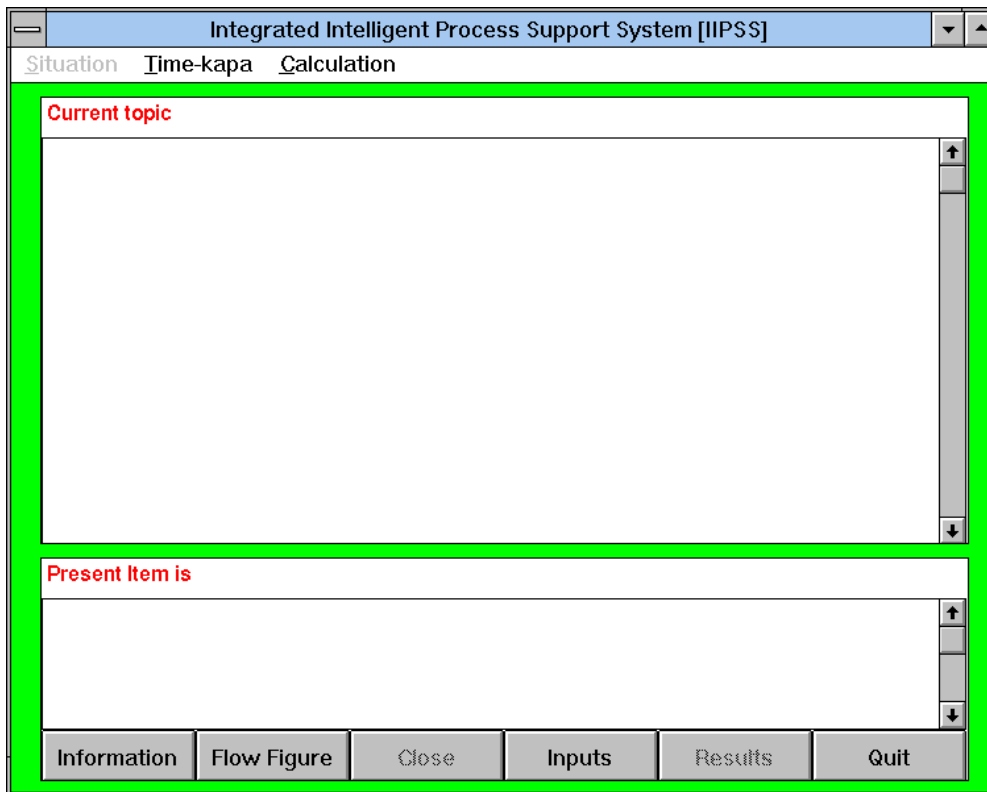 Integrated Intelligent Process Support System [IIPSS]
Situation Time-kapa Calculation
Current topic
Present Item is
Information Flow Figure Close Inputs Results Quit